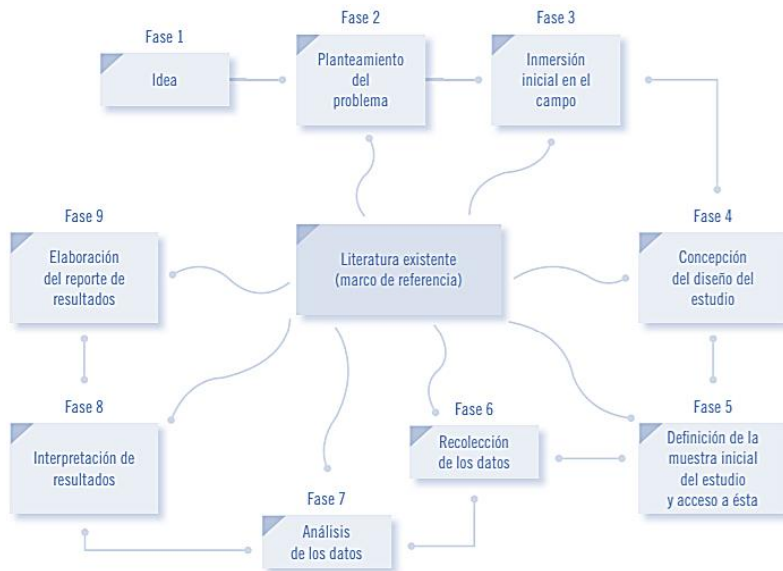 Fase 1
Idea
Fase 2
Planteamiento
del
problema
Fase 3
Inmersión
inicial en el
campo
Fase 4
Concepción
del diseño del
estudio
Fase 5
Definición de la
muestra inicial
del estudio
y acceso a ésta
Fase 6
Recolección
de los datos
Fase 7
Análisis
de los datos
Fase 8
Interpretación de
resultados
Fase 9
Elaboración
del reporte de
resultados
Literatura existente
(marco de referencia)